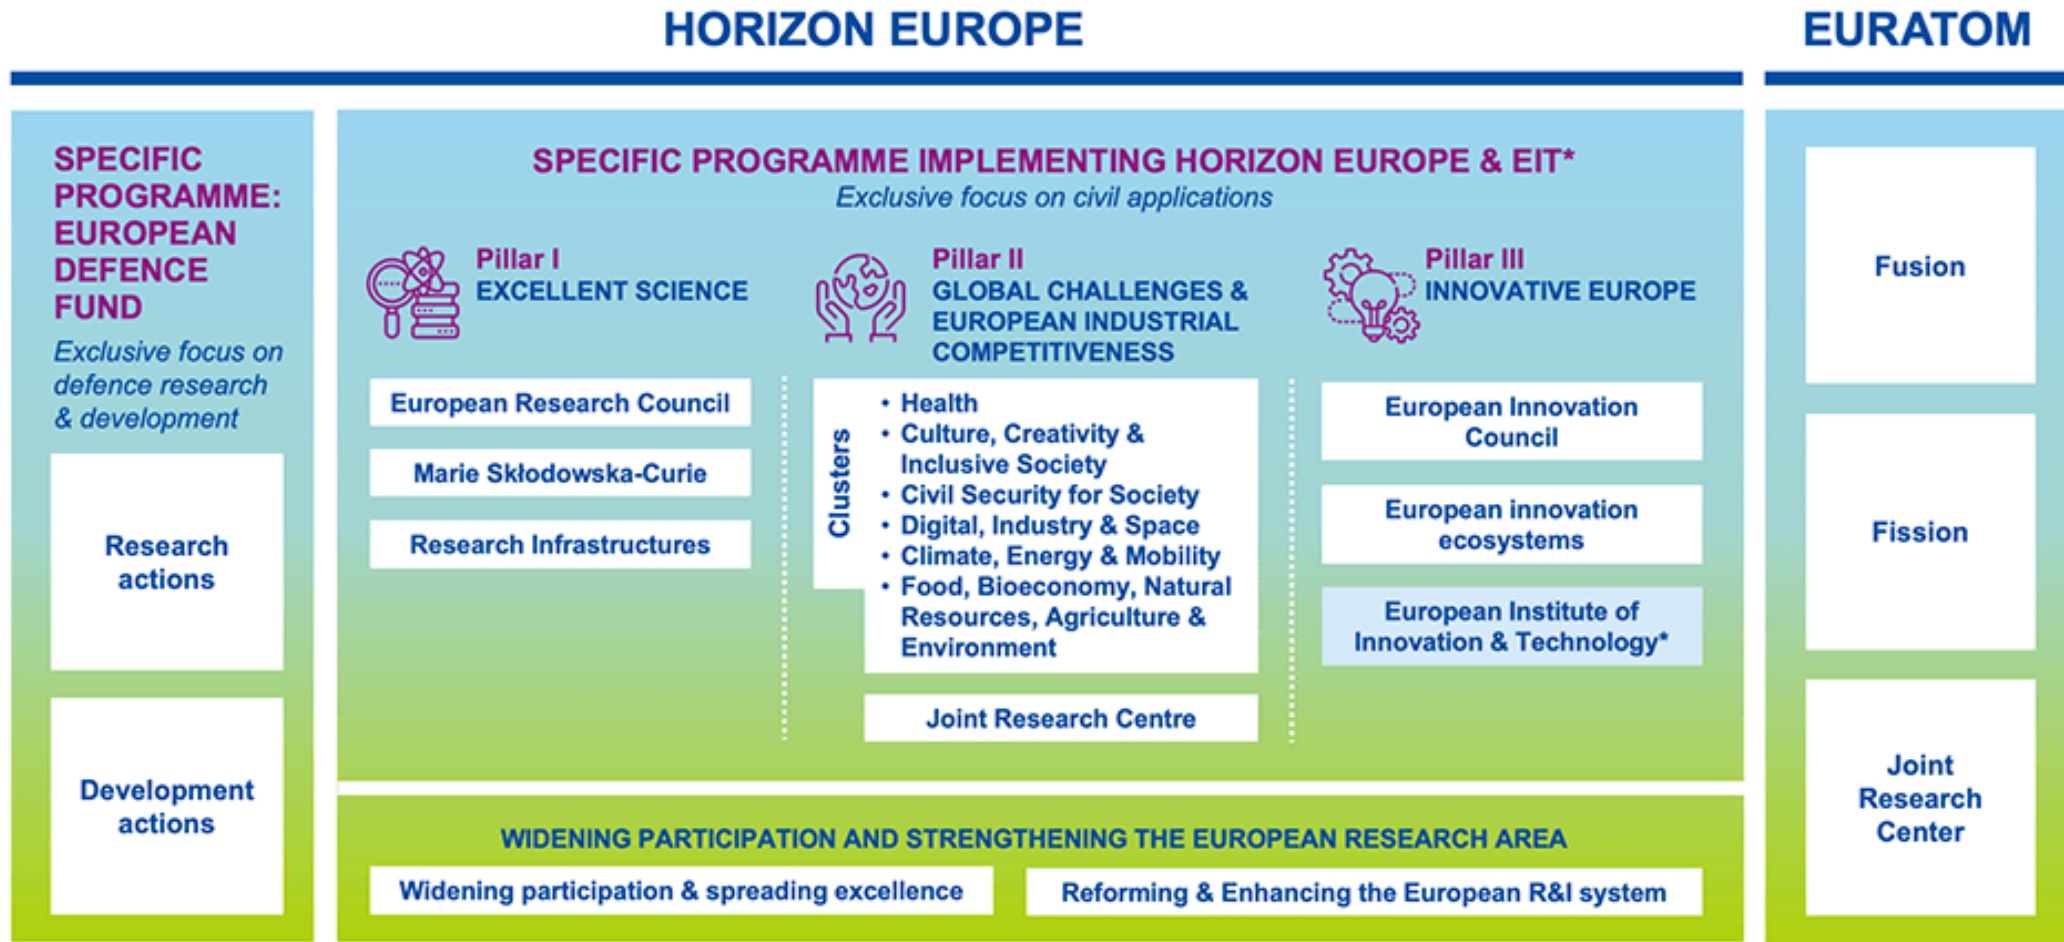 HORIZON EUROPE
EURATOM
SPECIFIC
PROGRAMME:
EUROPEAN
DEFENCE
FUND
Exclusive focus on
defence research
& development
Research
actions
Development
actions
SPECIFIC PROGRAMME IMPLEMENTING HORIZON EUROPE & EIT*
Exclusive focus on civil applications
Pillar I
EXCELLENT SCIENCE
European Research Council
Marie Skłodowska-Curie
Research Infrastructures
Pillar II
GLOBAL CHALLENGES &
EUROPEAN INDUSTRIAL
COMPETITIVENESS
Clusters
• Health
• Culture, Creativity &
Inclusive Society
• Civil Security for Society
• Digital, Industry & Space
• Climate, Energy & Mobility
• Food, Bioeconomy, Natural
Resources, Agriculture &
Environment
Joint Research Centre
Pillar III
INNOVATIVE EUROPE
European Innovation
Council
European innovation
ecosystems
European Institute of
Innovation & Technology*
WIDENING PARTICIPATION AND STRENGTHENING THE EUROPEAN RESEARCH AREA
Widening participation & spreading excellence
Reforming & Enhancing the European R&I system
Fusion
Fission
Joint
Research
Center